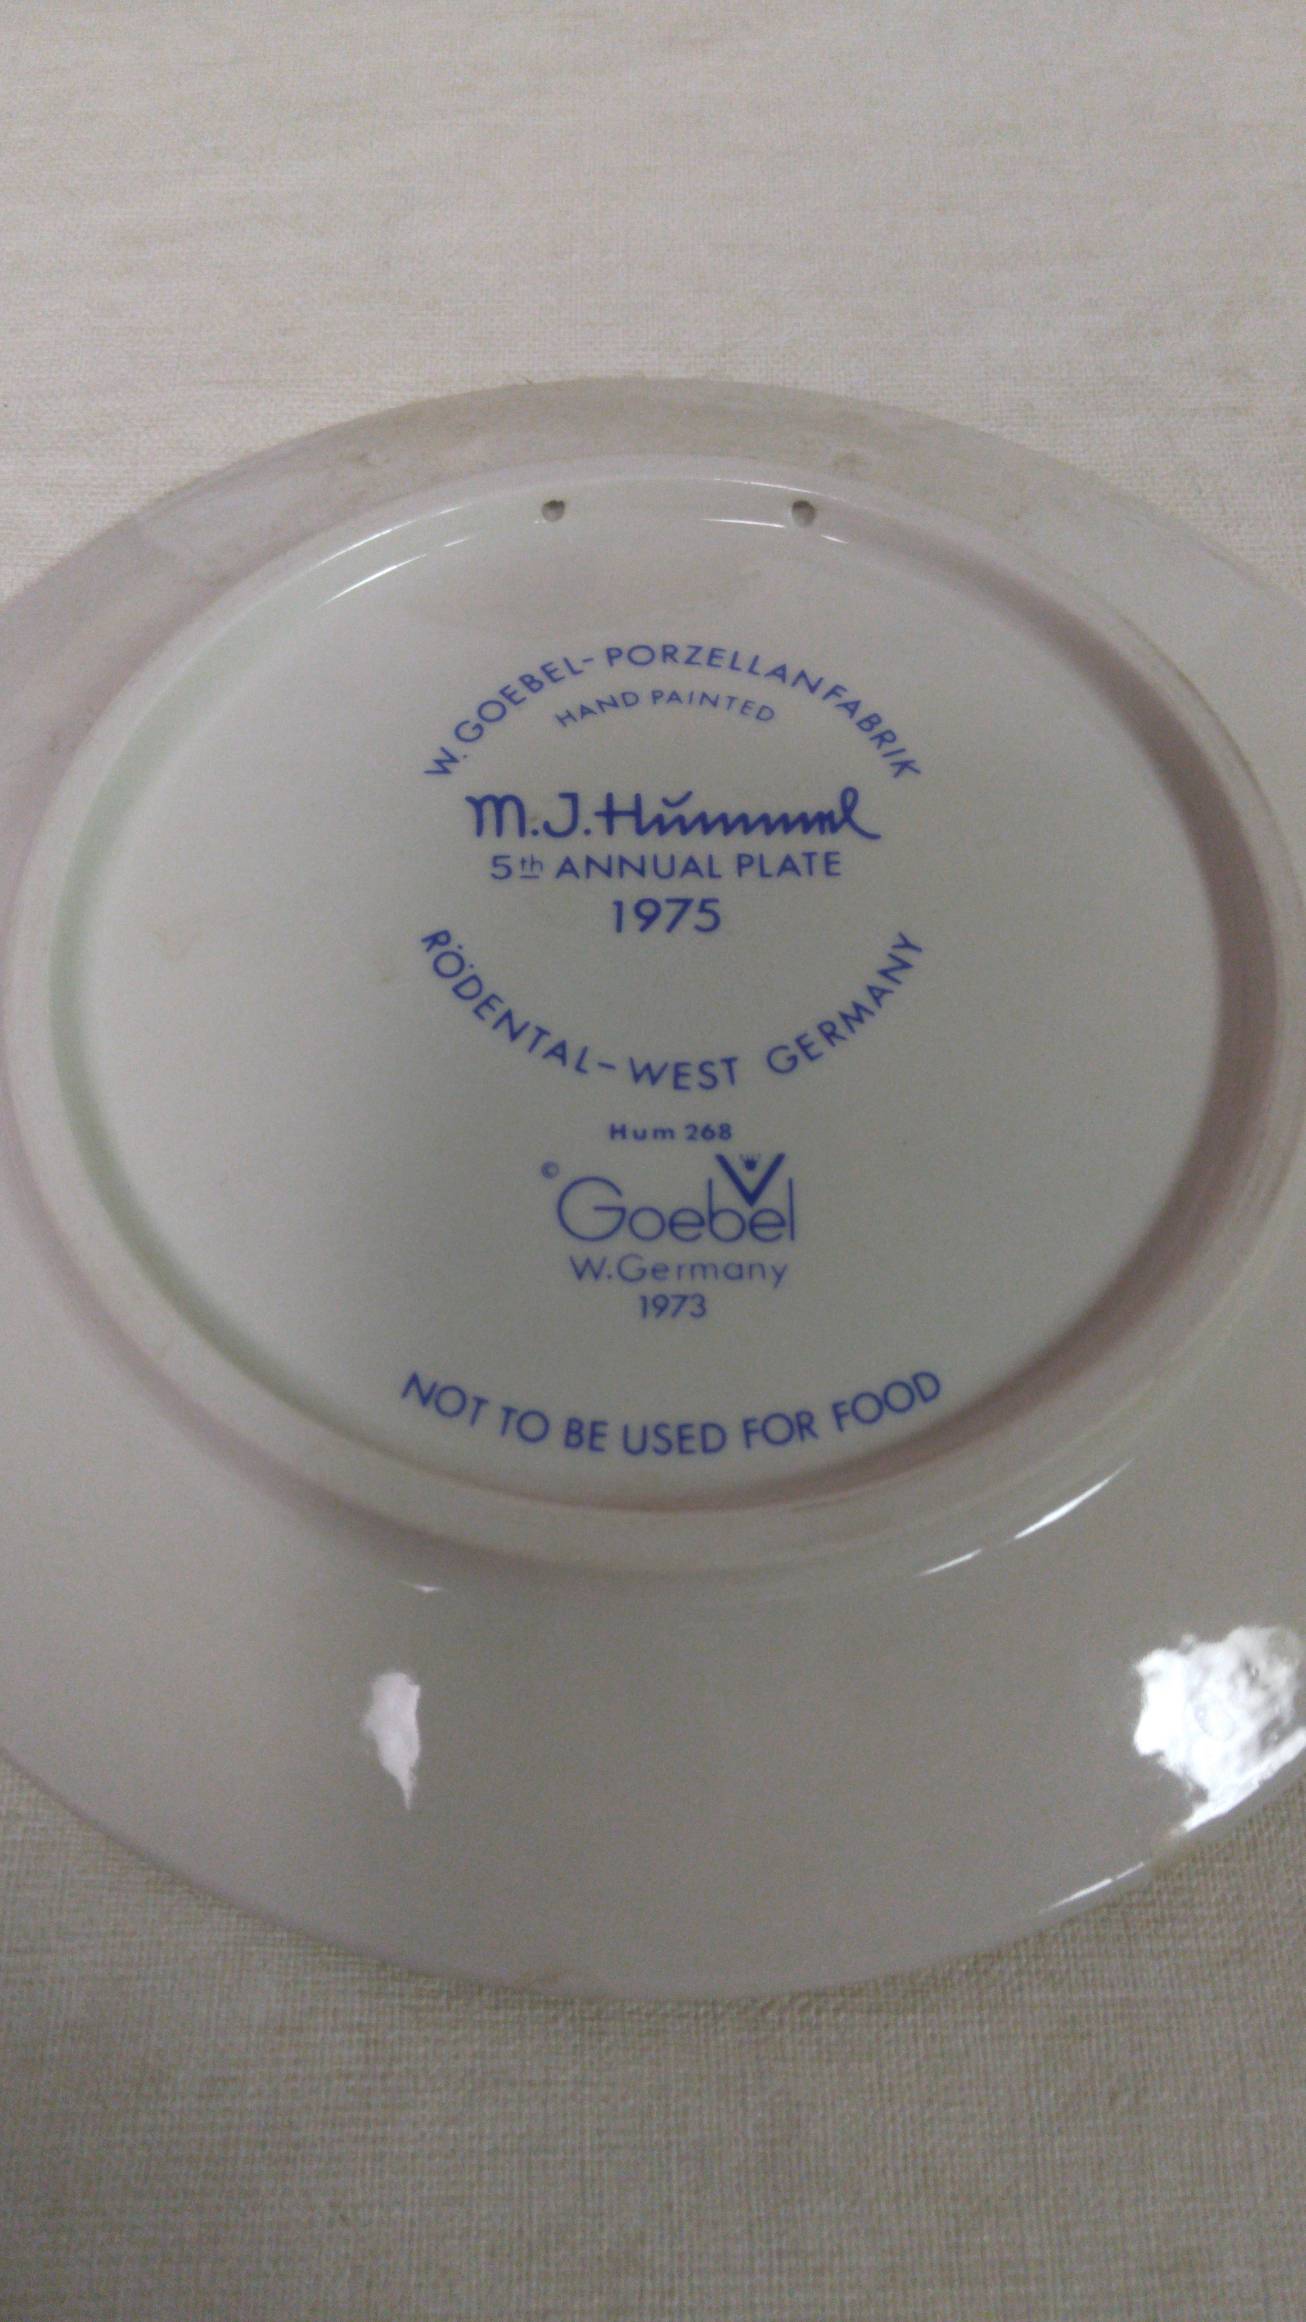 W. GOEBEL-PORZELLANFABRIK
HAND PAINTED
M.J.Hummel
5th ANNUAL PLATE
1975
RÖDENTAL-WEST GERMANY
Hum 268
© Goebel
W.Germany
1973
NOT TO BE USED FOR FOOD